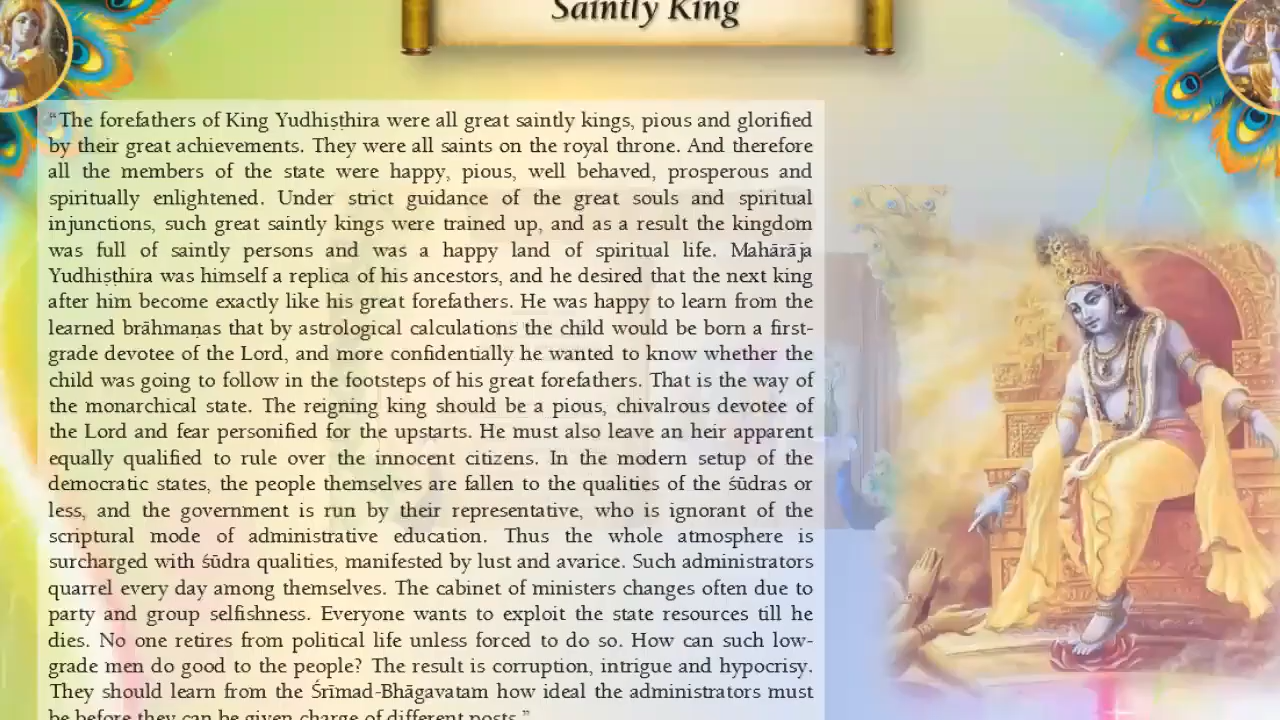 Saintly King
“The forefathers of King Yudhiṣṭhira were all great saintly kings, pious and glorified
by their great achievements. They were all saints on the royal throne. And therefore
all the members of the state were happy, pious, well behaved, prosperous and
spiritually enlightened. Under strict guidance of the great souls and spiritual
injunctions, such great saintly kings were trained up, and as a result the kingdom
was full of saintly persons and was a happy land of spiritual life. Mahārāja
Yudhiṣṭhira was himself a replica of his ancestors, and he desired that the next king
after him become exactly like his great forefathers. He was happy to learn from the
learned brāhmaṇas that by astrological calculations the child would be born a first-
grade devotee of the Lord, and more confidentially he wanted to know whether the
child was going to follow in the footsteps of his great forefathers. That is the way of
the monarchical state. The reigning king should be a pious, chivalrous devotee of
the Lord and fear personified for the upstarts. He must also leave an heir apparent
equally qualified to rule over the innocent citizens. In the modern setup of the
democratic states, the people themselves are fallen to the qualities of the śūdras or
less, and the government is run by their representative, who is ignorant of the
scriptural mode of administrative education. Thus the whole atmosphere is
surcharged with śūdra qualities, manifested by lust and avarice. Such administrators
quarrel every day among themselves. The cabinet of ministers changes often due to
party and group selfishness. Everyone wants to exploit the state resources till he
dies. No one retires from political life unless forced to do so. How can such low-
grade men do good to the people? The result is corruption, intrigue and hypocrisy.
They should learn from the Śrīmad-Bhāgavatam how ideal the administrators must
be before they can be given charge of different posts.”